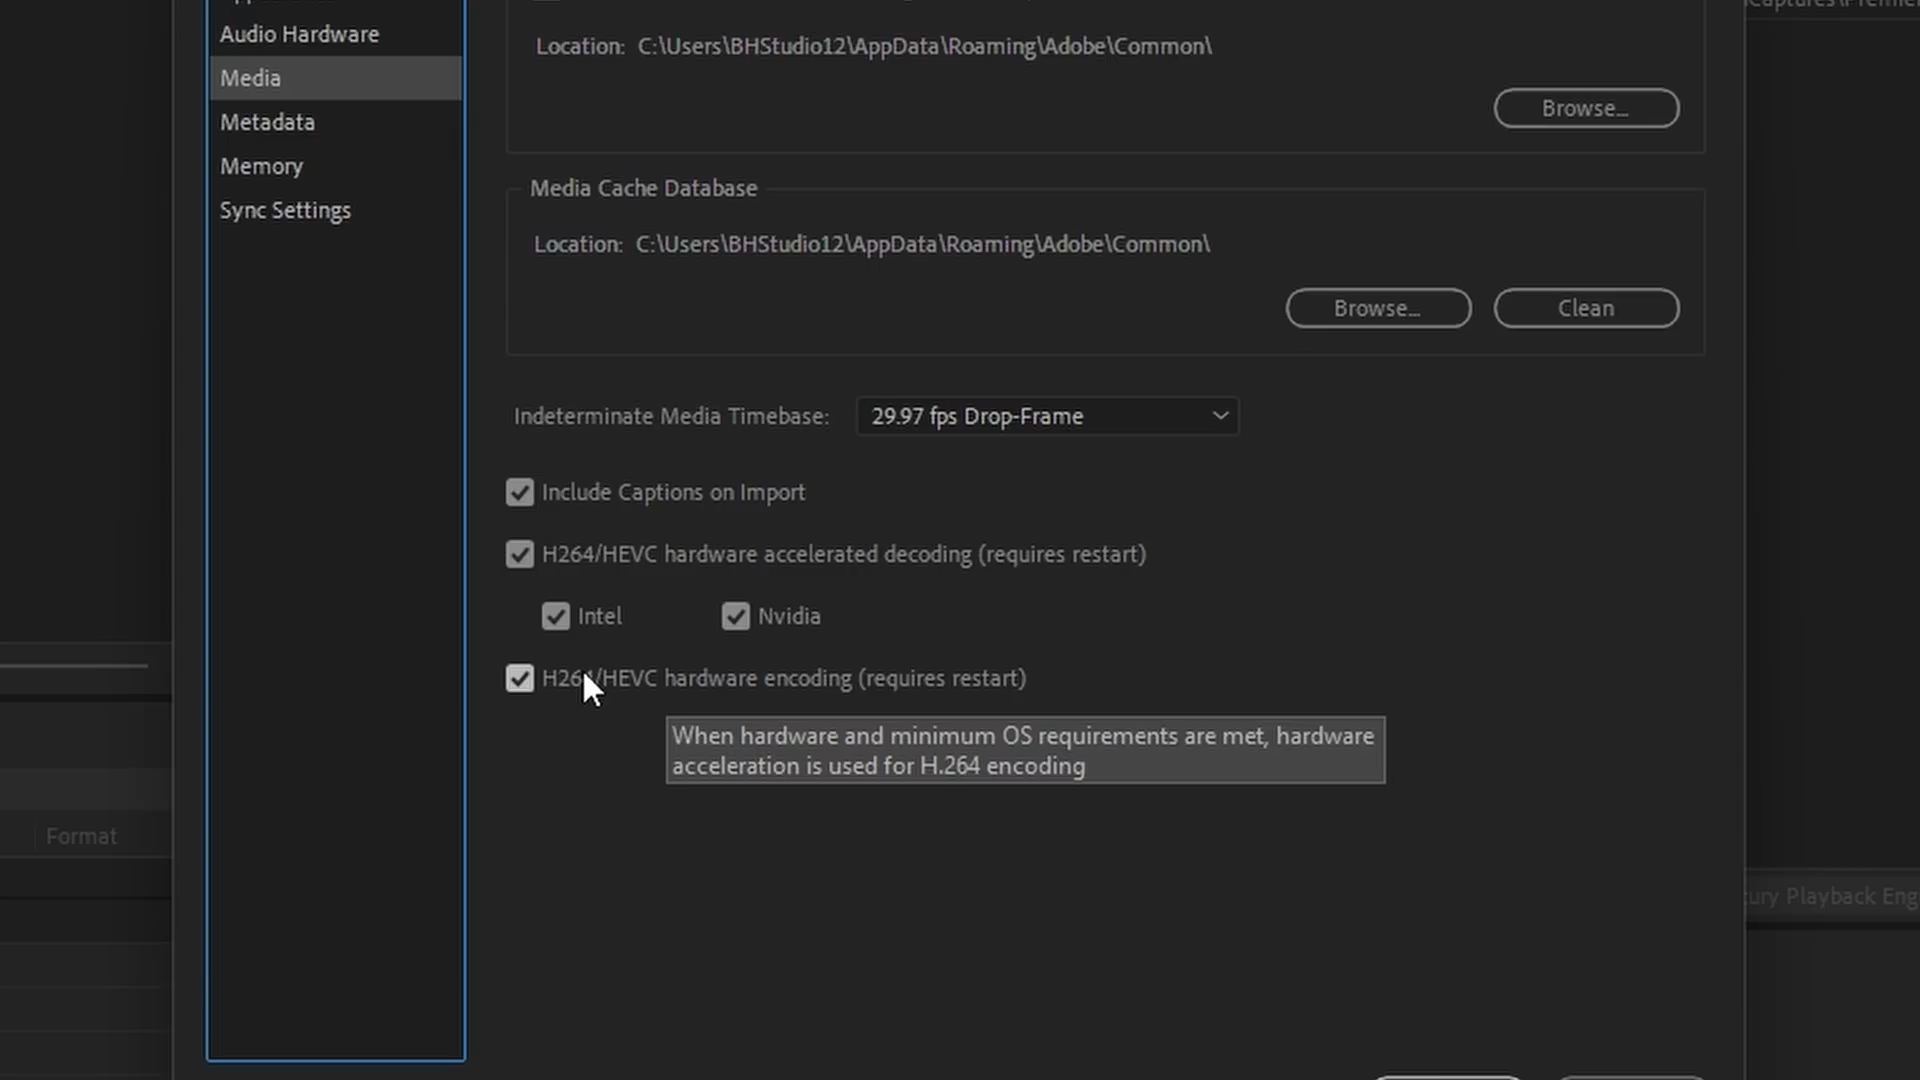 Audio Hardware
Media
Metadata
Memory
Sync Settings
Location: C:\Users\BHStudio12\AppData\Roaming\Adobe\Common\
Browse...
Media Cache Database
Location: C:\Users\BHStudio12\AppData\Roaming\Adobe\Common\
Browse... Clean
Indeterminate Media Timebase: 29.97 fps Drop-Frame
Include Captions on Import
H264/HEVC hardware accelerated decoding (requires restart)
Intel Nvidia
H264/HEVC hardware encoding (requires restart)
When hardware and minimum OS requirements are met, hardware
acceleration is used for H.264 encoding
Format
Playback